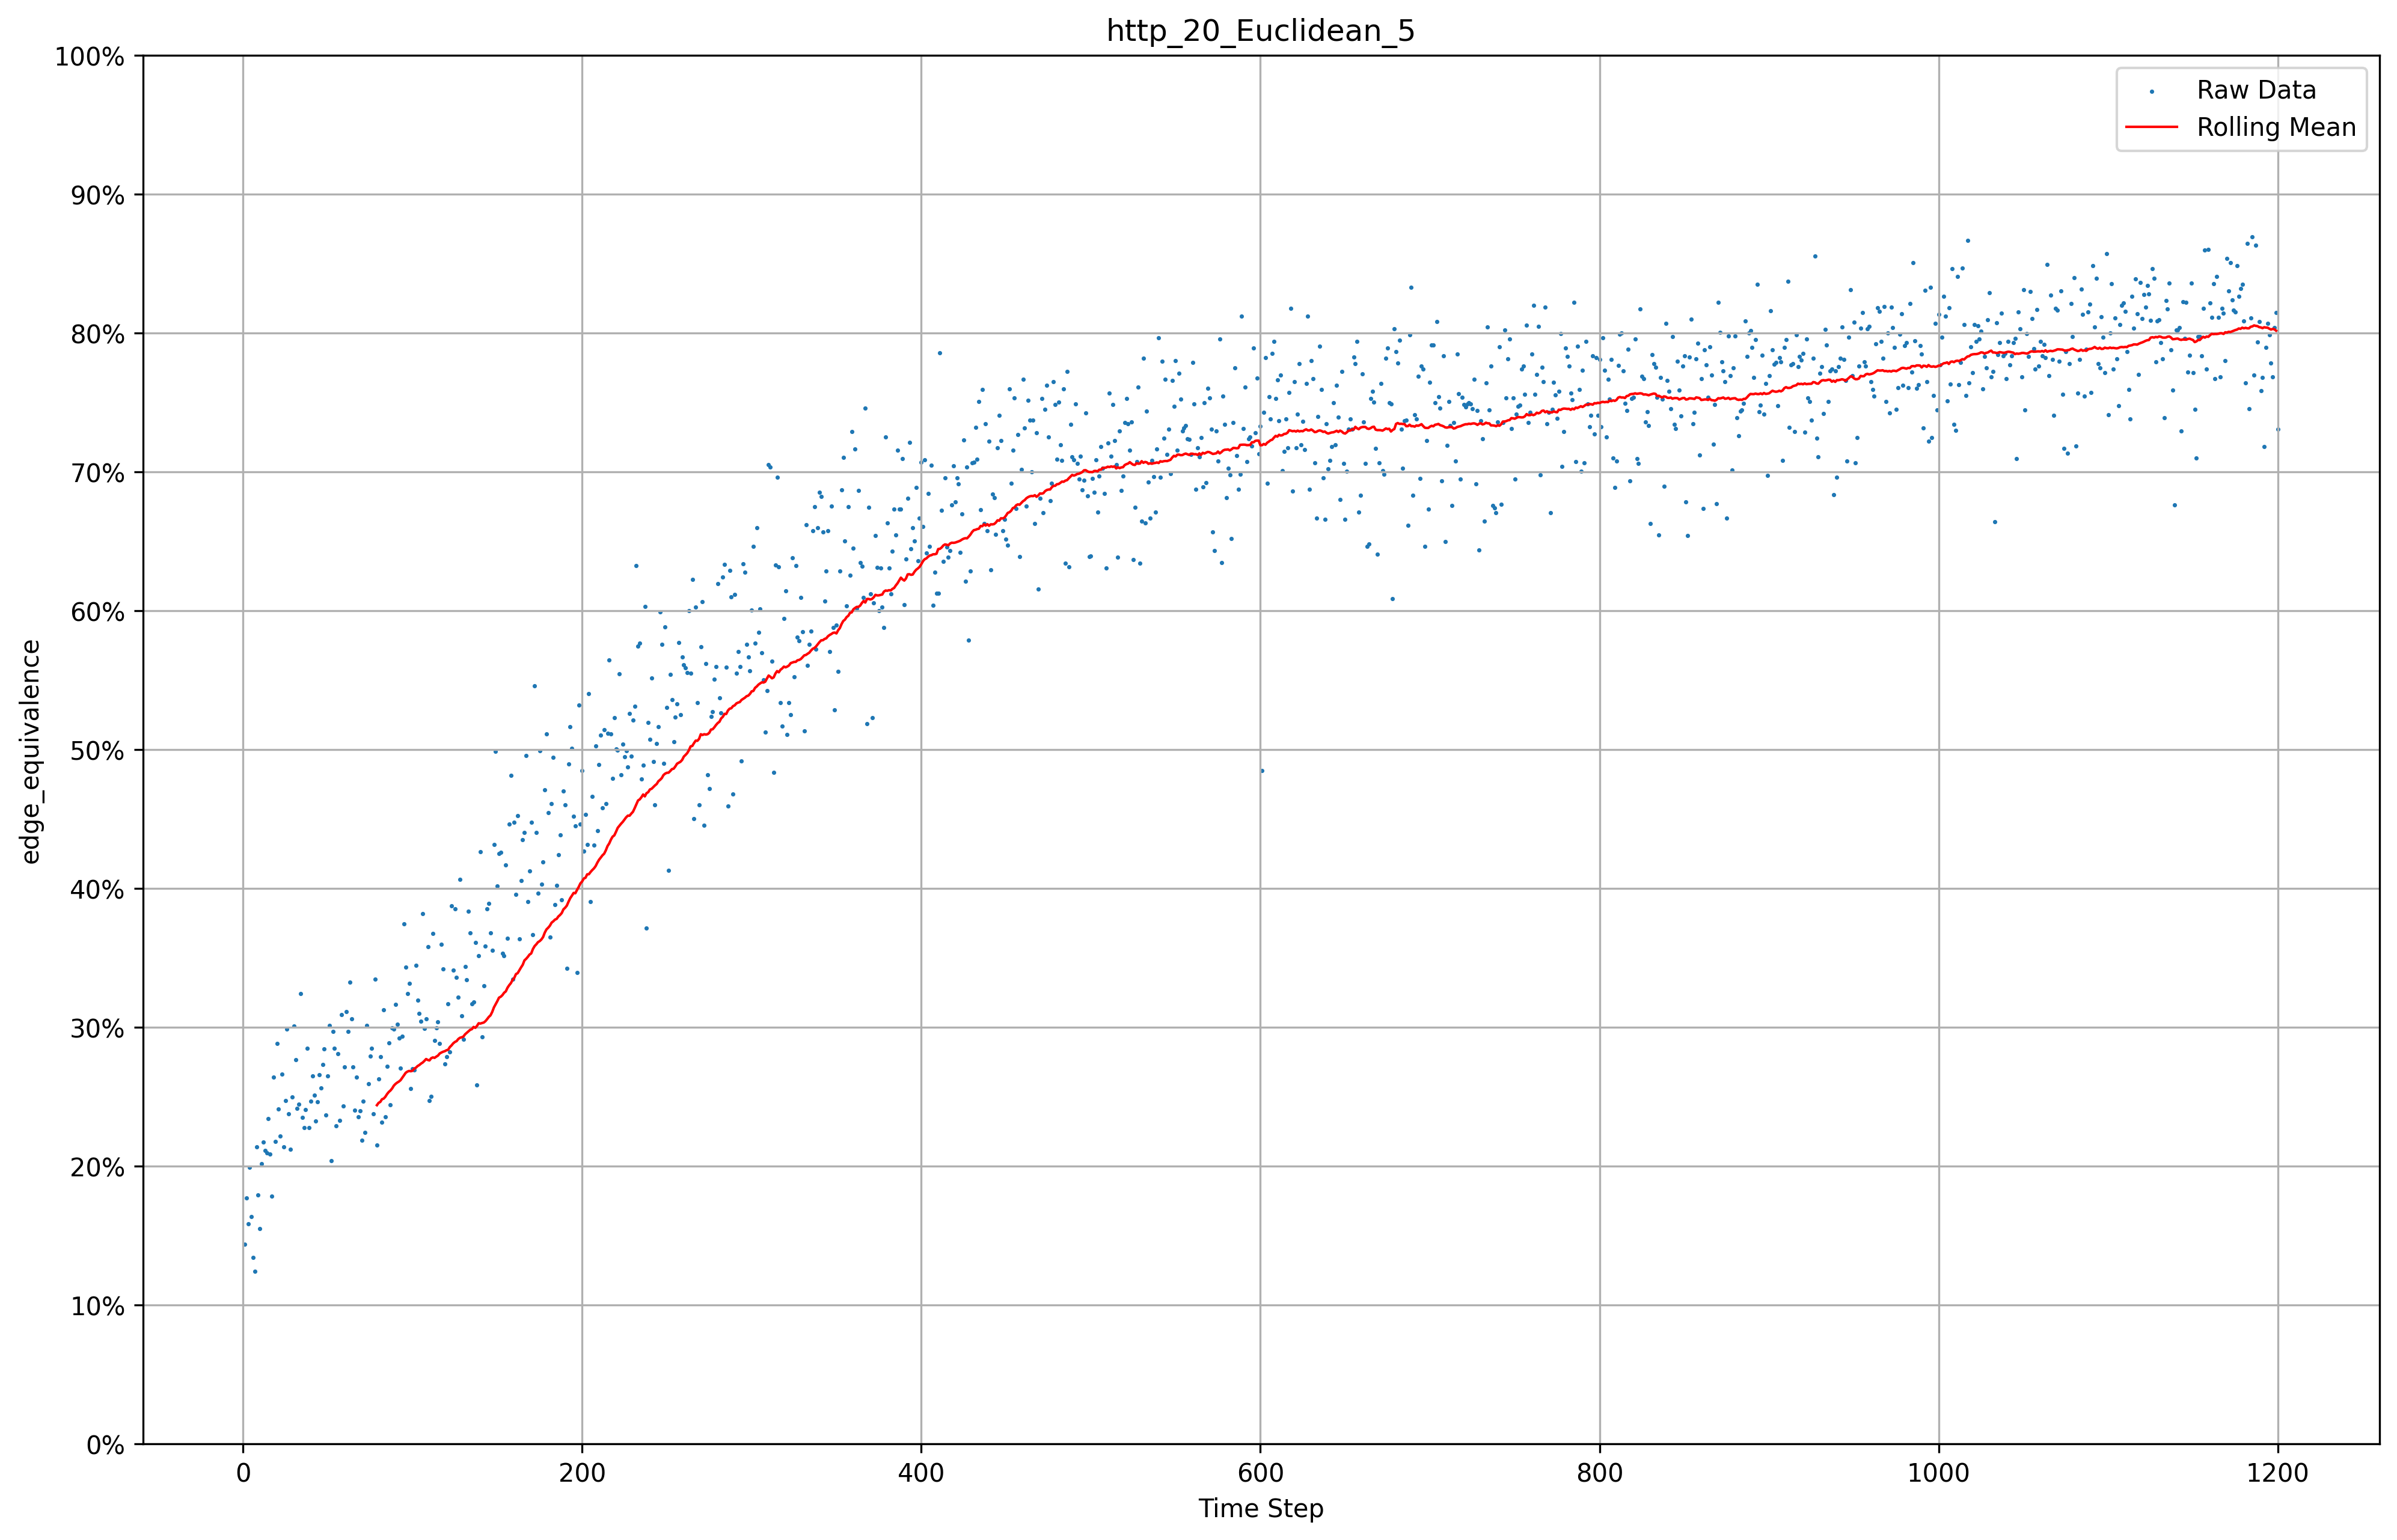 http_20_Euclidean_5
100%
90%
80%
70%
60%
50%
40%
30%
20%
10%
0%
edge_equivalence
Raw Data
Rolling Mean
0 200 400 600 800 1000 1200
Time Step